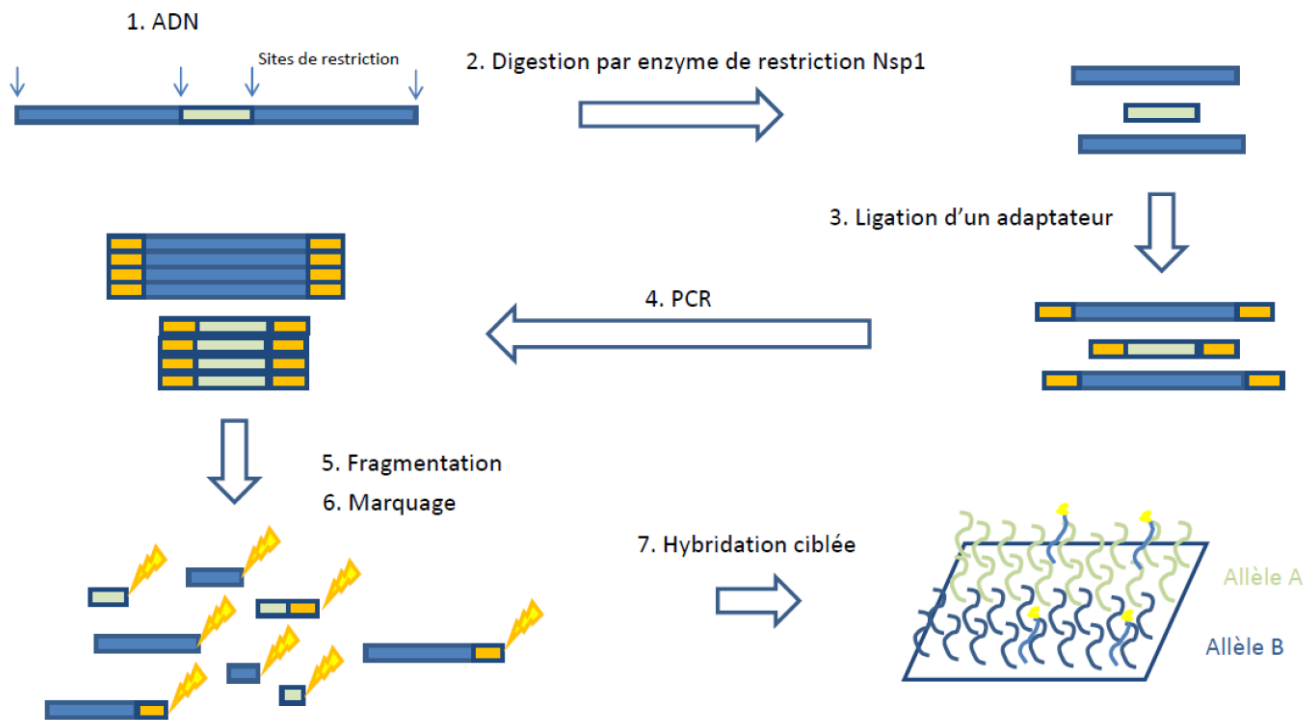 1. ADN
Sites de restriction
2. Digestion par enzyme de restriction Nsp1
3. Ligation d'un adaptateur
4. PCR
5. Fragmentation
6. Marquage
7. Hybridation ciblée
Allèle A
Allèle B